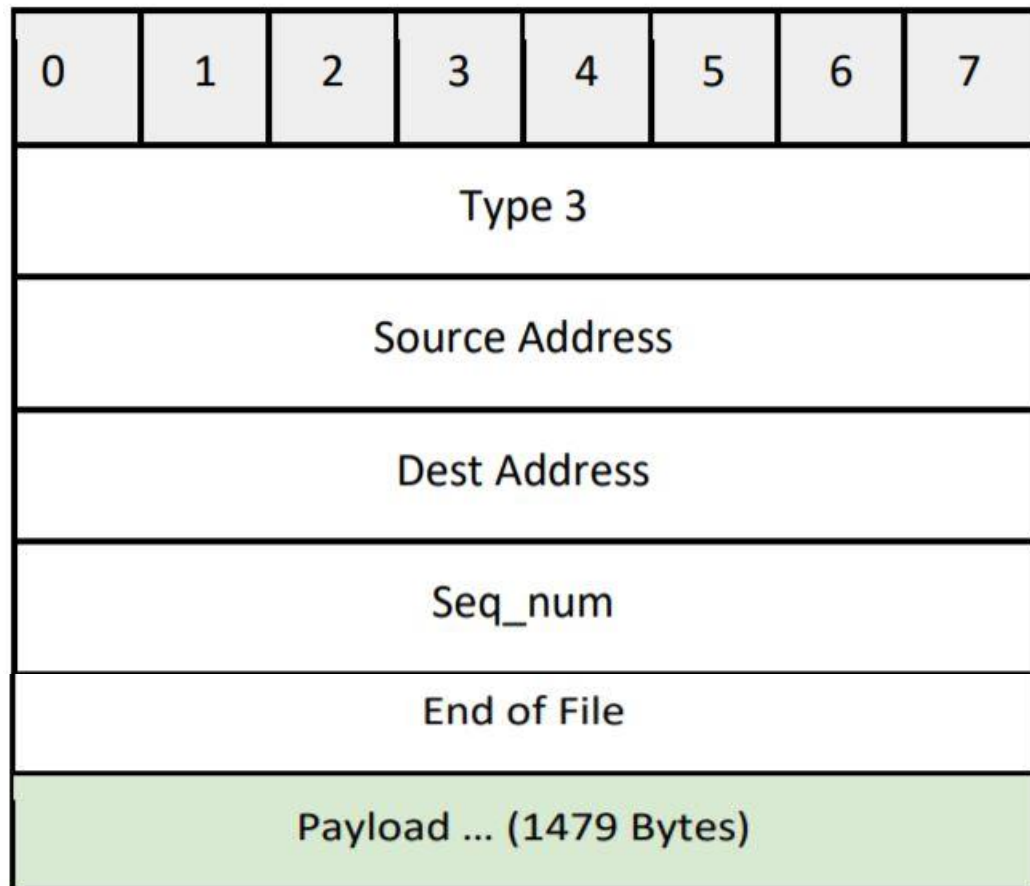 0 1 2 3 4 5 6 7
Type 3
Source Address
Dest Address
Seq_num
End of File
Payload ... (1479 Bytes)